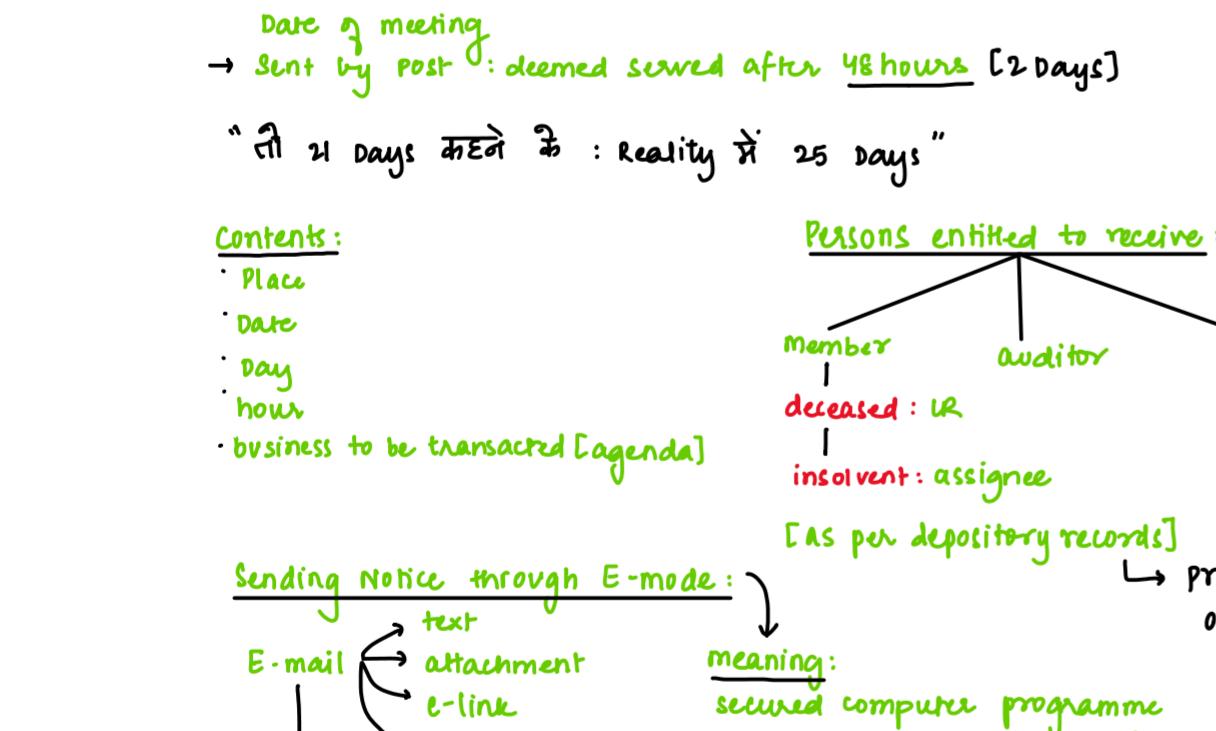 Date of meeting
→ Sent by post : deemed served after 48 hours [2 Days]
"तो 21 Days कहने के : Reality में 25 Days"
Contents:
· Place
· Date
· Day
· hour
· business to be transacted [agenda]
Persons entitled to receive :
member
auditor
deceased : LR
insolvent : assignee
[as per depository records]
Sending Notice through E-mode :
text
E-mail
attachment
e-link
meaning:
secured computer programme